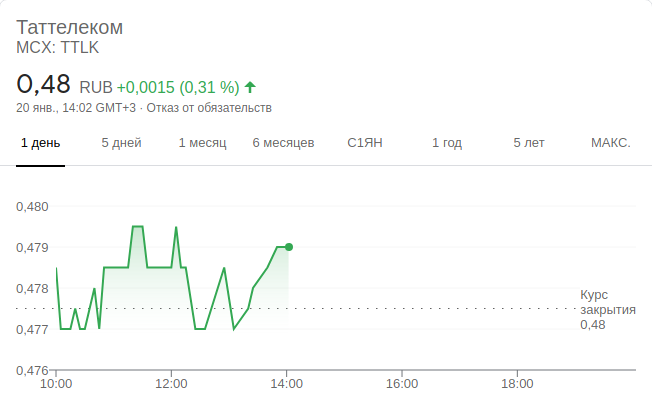 Таттелеком
MCX: TTLK
0,48 RUB +0,0015 (0,31 %)
20 янв., 14:02 GMT+3 · Отказ от обязательств
1 день 5 дней 1 месяц 6 месяцев С1ЯН 1 год 5 лет МАКС.
0,480
0,479
0,478
0,477
0,476
Курс
закрытия
0,48
10:00 12:00 14:00 16:00 18:00